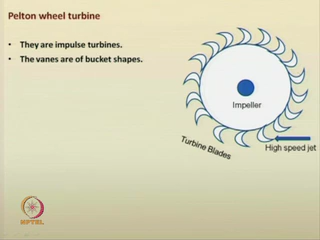 Pelton wheel turbine
• They are impulse turbines.
• The vanes are of bucket shapes.
Impeller
Turbine Blades
High speed jet
NPTEL